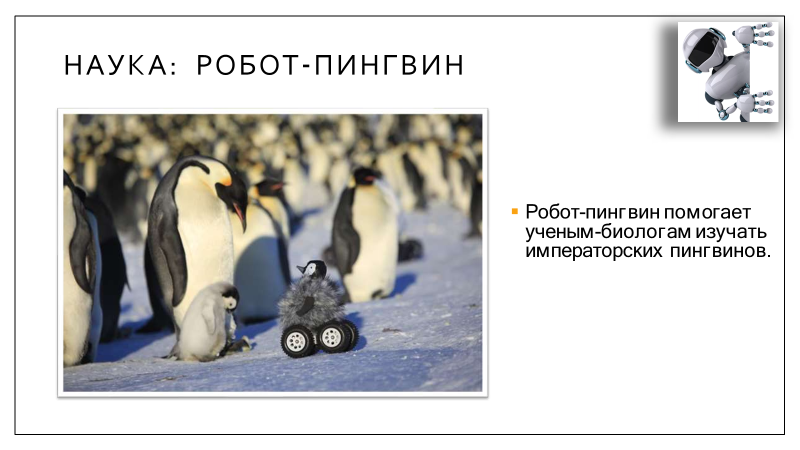 НАУКА: РОБОТ-ПИНГВИН
Робот-пингвин помогает
ученым-биологам изучать
императорских пингвинов.